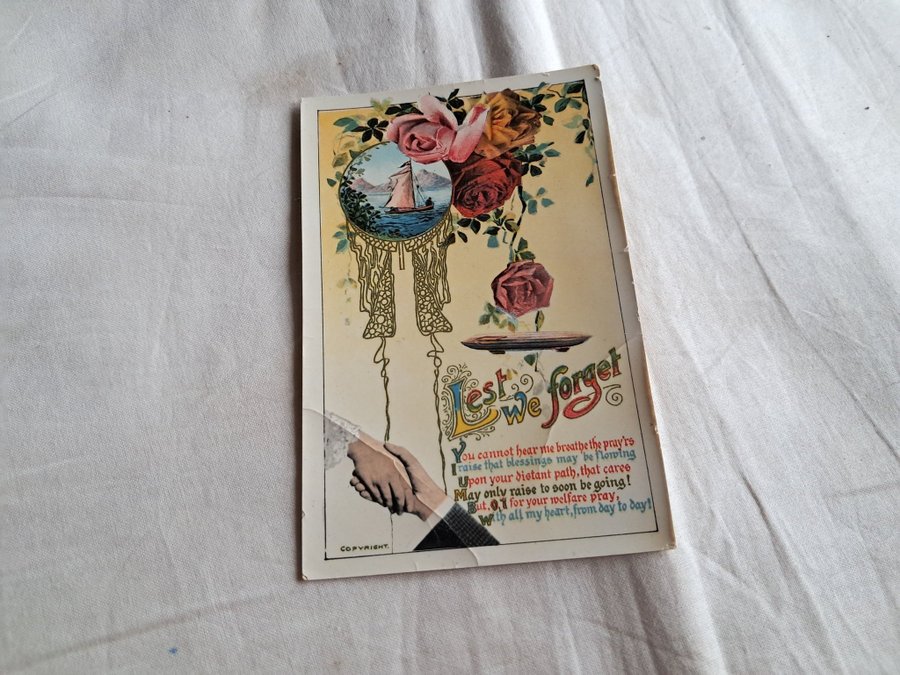 Lest
we forget
You cannot hear me breathe the pray'rs
I raise that blessings may be flowing
Upon your distant path, that cares
May only raise to soon be going!
But, O, I for your welfare pray,
With all my heart, from day to day!
COPYRIGHT.